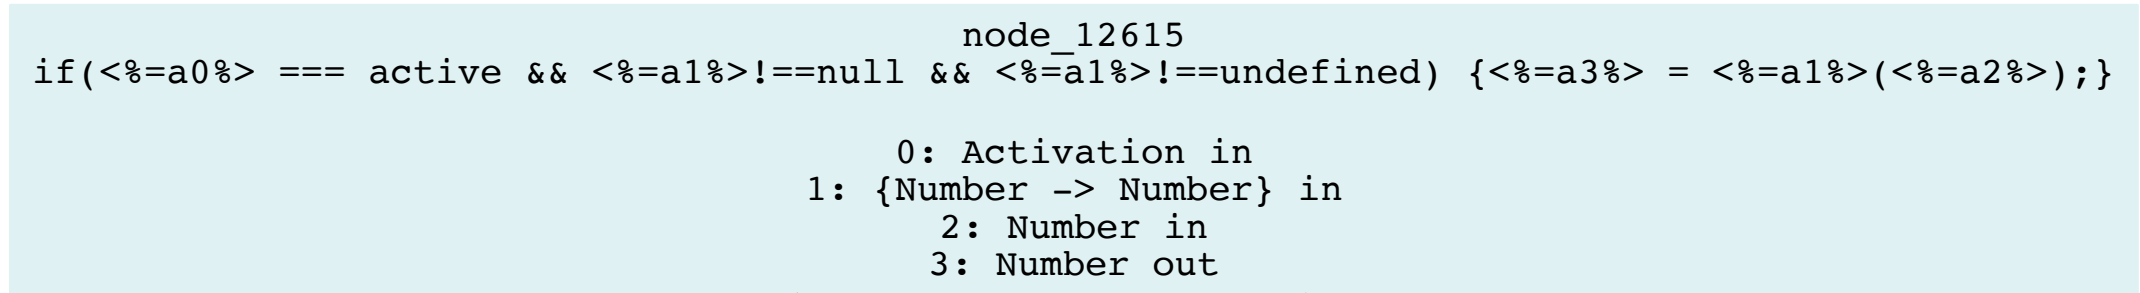 node_12615
if(<%=a0%> === active && <%=a1%>!==null && <%=a1%>!==undefined) {<%=a3%> = <%=a1%>(<%=a2%>);}
0: Activation in
1: {Number -> Number} in
2: Number in
3: Number out